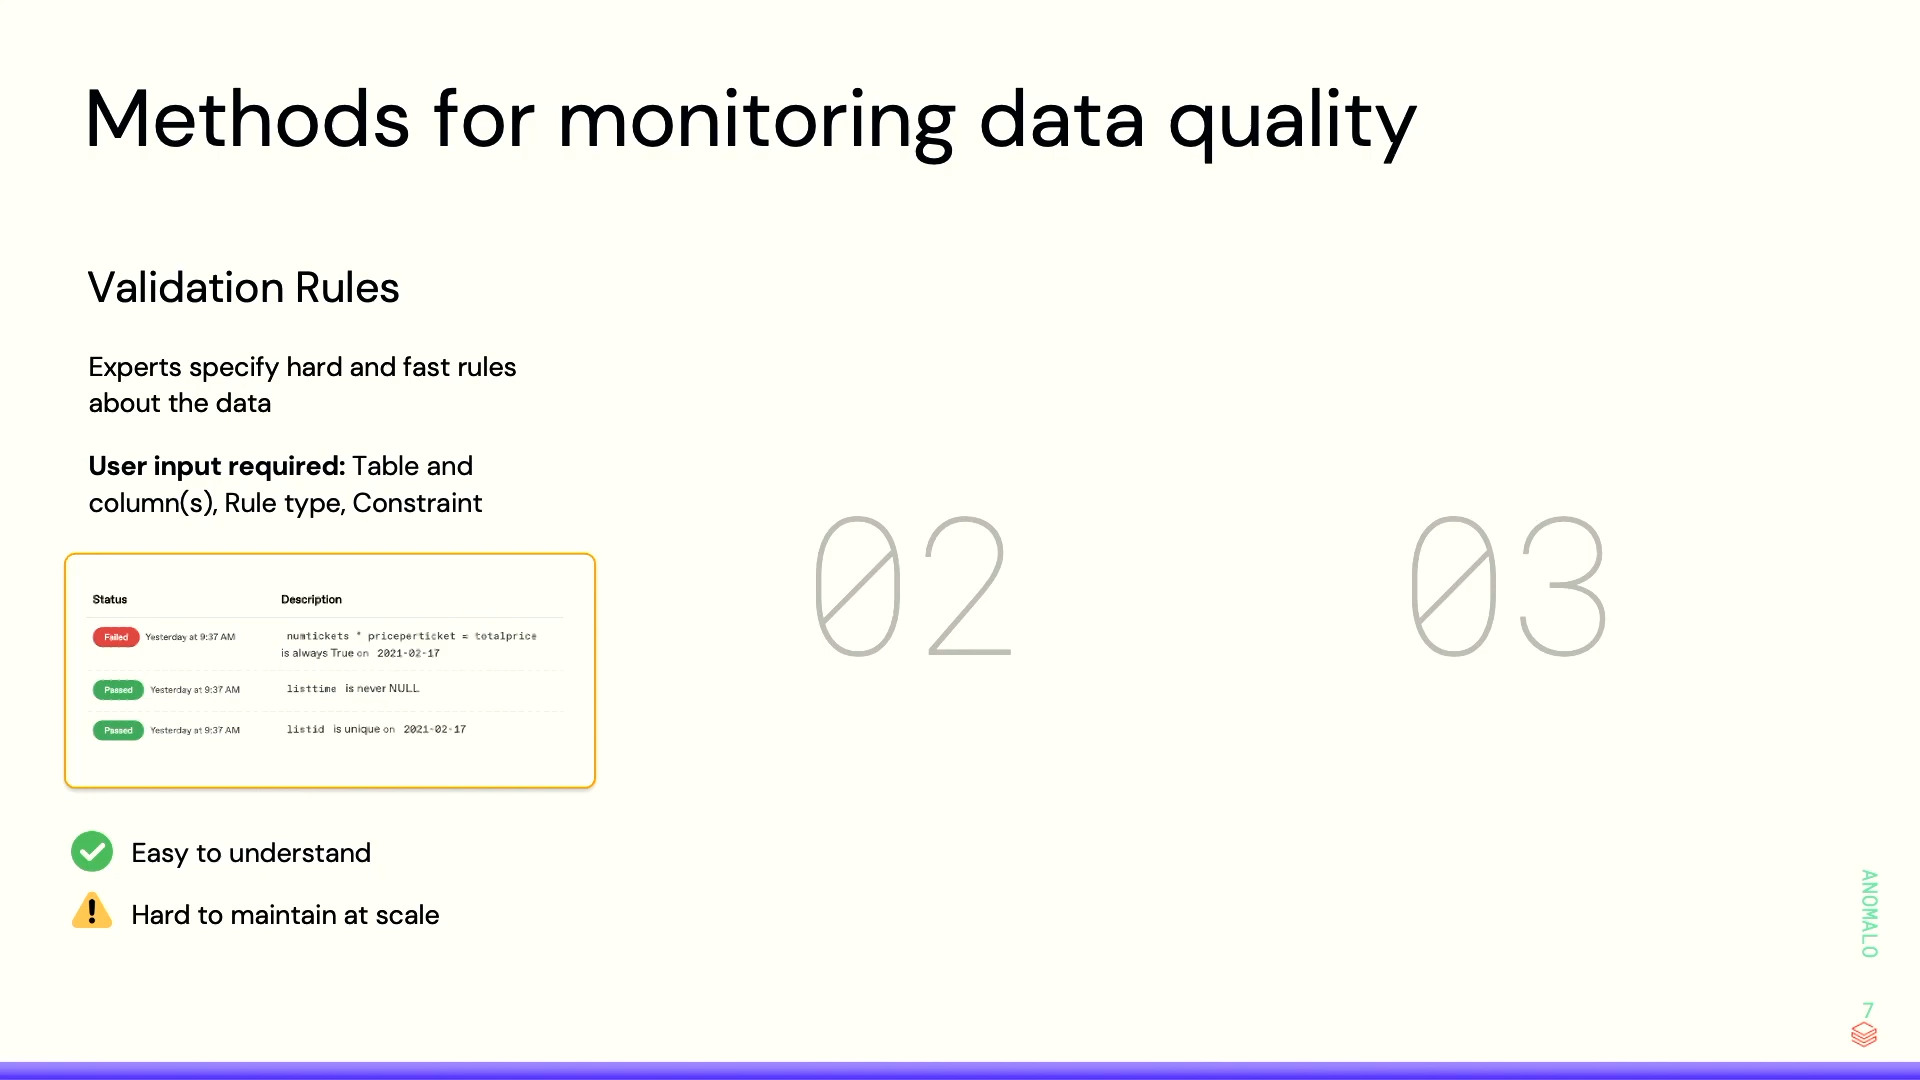 Methods for monitoring data quality
Validation Rules
Experts specify hard and fast rules
about the data
User input required: Table and
column(s), Rule type, Constraint
Status Description
Failed Yesterday at 9:37 AM numtickets * priceperticket = totalprice
is always True on 2021-02-17
Passed Yesterday at 9:37 AM listtime is never NULL
Passed Yesterday at 9:37 AM listid is unique on 2021-02-17
Easy to understand
Hard to maintain at scale
02
03
ANOMALO
7